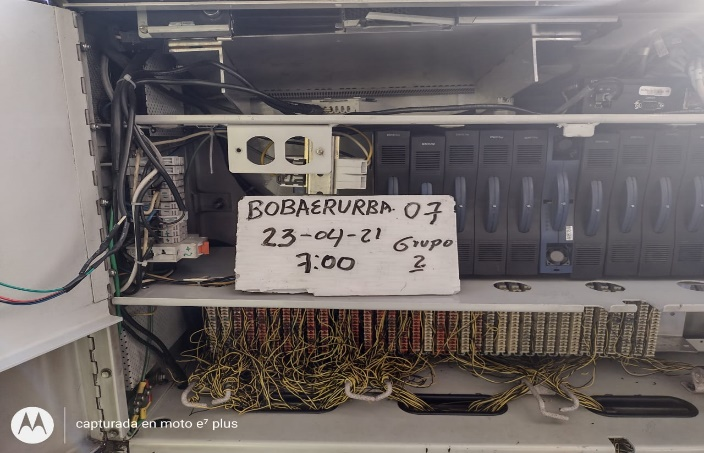 BOBAERURBA 07
23-04-21 Grupo
7:00 2
capturada en moto e⁷ plus